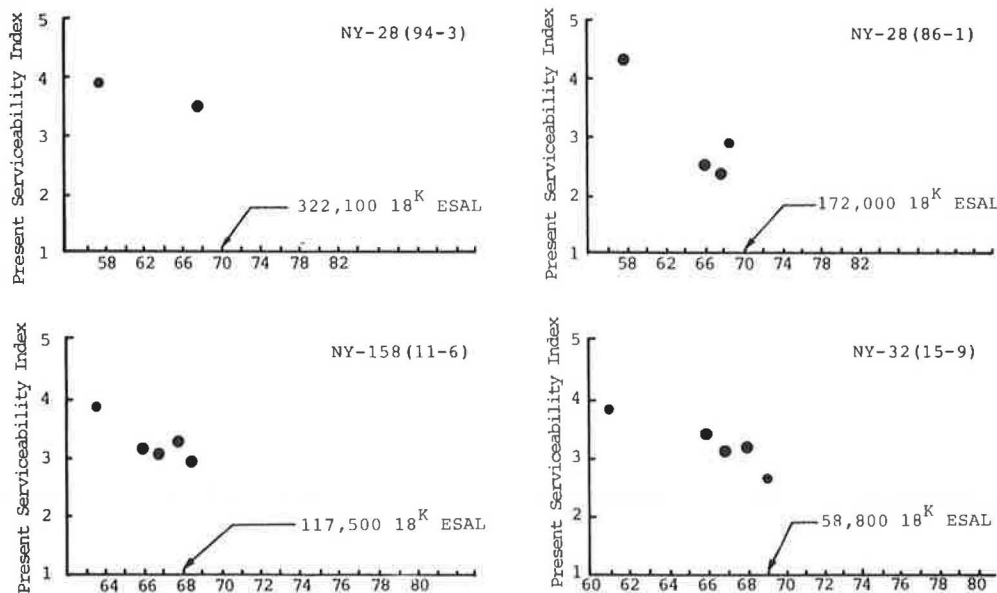 NY-28(94-3)
Present Serviceability Index
5
4
3
2
1
322,100 18K ESAL
58 62 66 70 74 78 82
NY-28(86-1)
Present Serviceability Index
5
4
3
2
1
172,000 18K ESAL
58 62 66 70 74 78 82
NY-158(11-6)
Present Serviceability Index
5
4
3
2
1
117,500 18K ESAL
64 66 68 70 72 74 76 78 80
NY-32(15-9)
Present Serviceability Index
5
4
3
2
1
58,800 18K ESAL
60 62 64 66 68 70 72 74 76 78 80